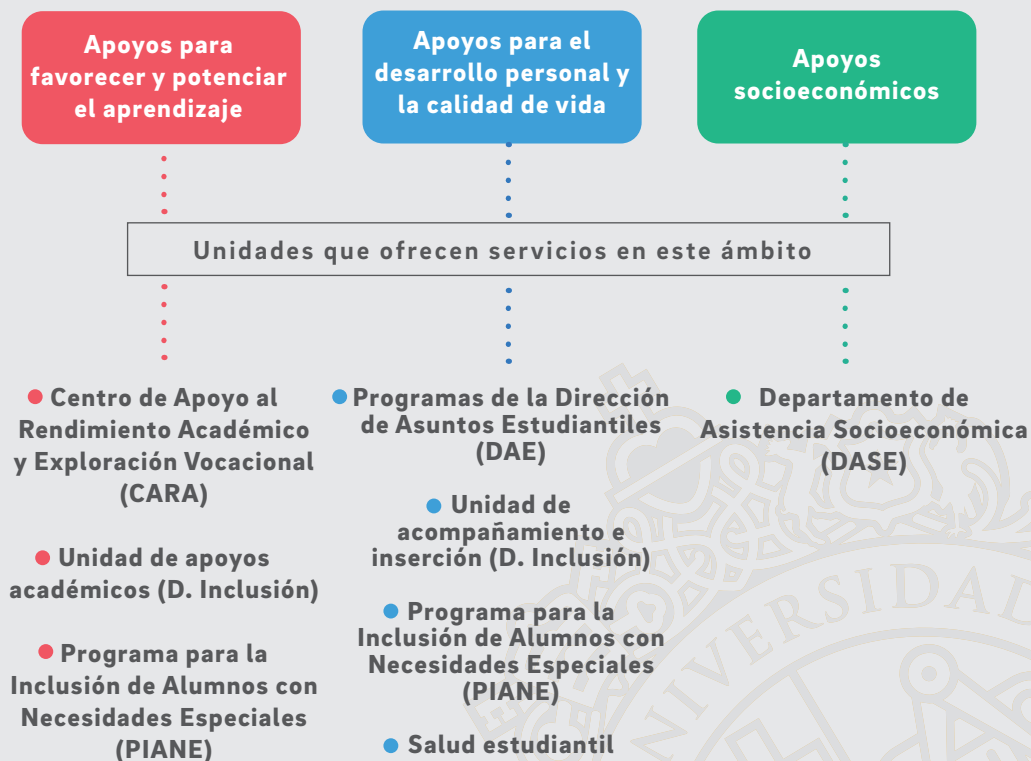 Apoyos para
favorecer y potenciar
el aprendizaje
Apoyos para el
desarrollo personal y
la calidad de vida
Apoyos
socioeconómicos
Unidades que ofrecen servicios en este ámbito
Centro de Apoyo al
Rendimiento Académico
y Exploración Vocacional
(CARA)
Unidad de apoyos
académicos (D. Inclusión)
Programa para la
Inclusión de Alumnos con
Necesidades Especiales
(PIANE)
Programas de la Dirección
de Asuntos Estudiantiles
(DAE)
Unidad de
acompañamiento e
inserción (D. Inclusión)
Programa para la
Inclusión de Alumnos con
Necesidades Especiales
(PIANE)
Salud estudiantil
Departamento de
Asistencia Socioeconómica
(DASE)
UNIVERSIDAD